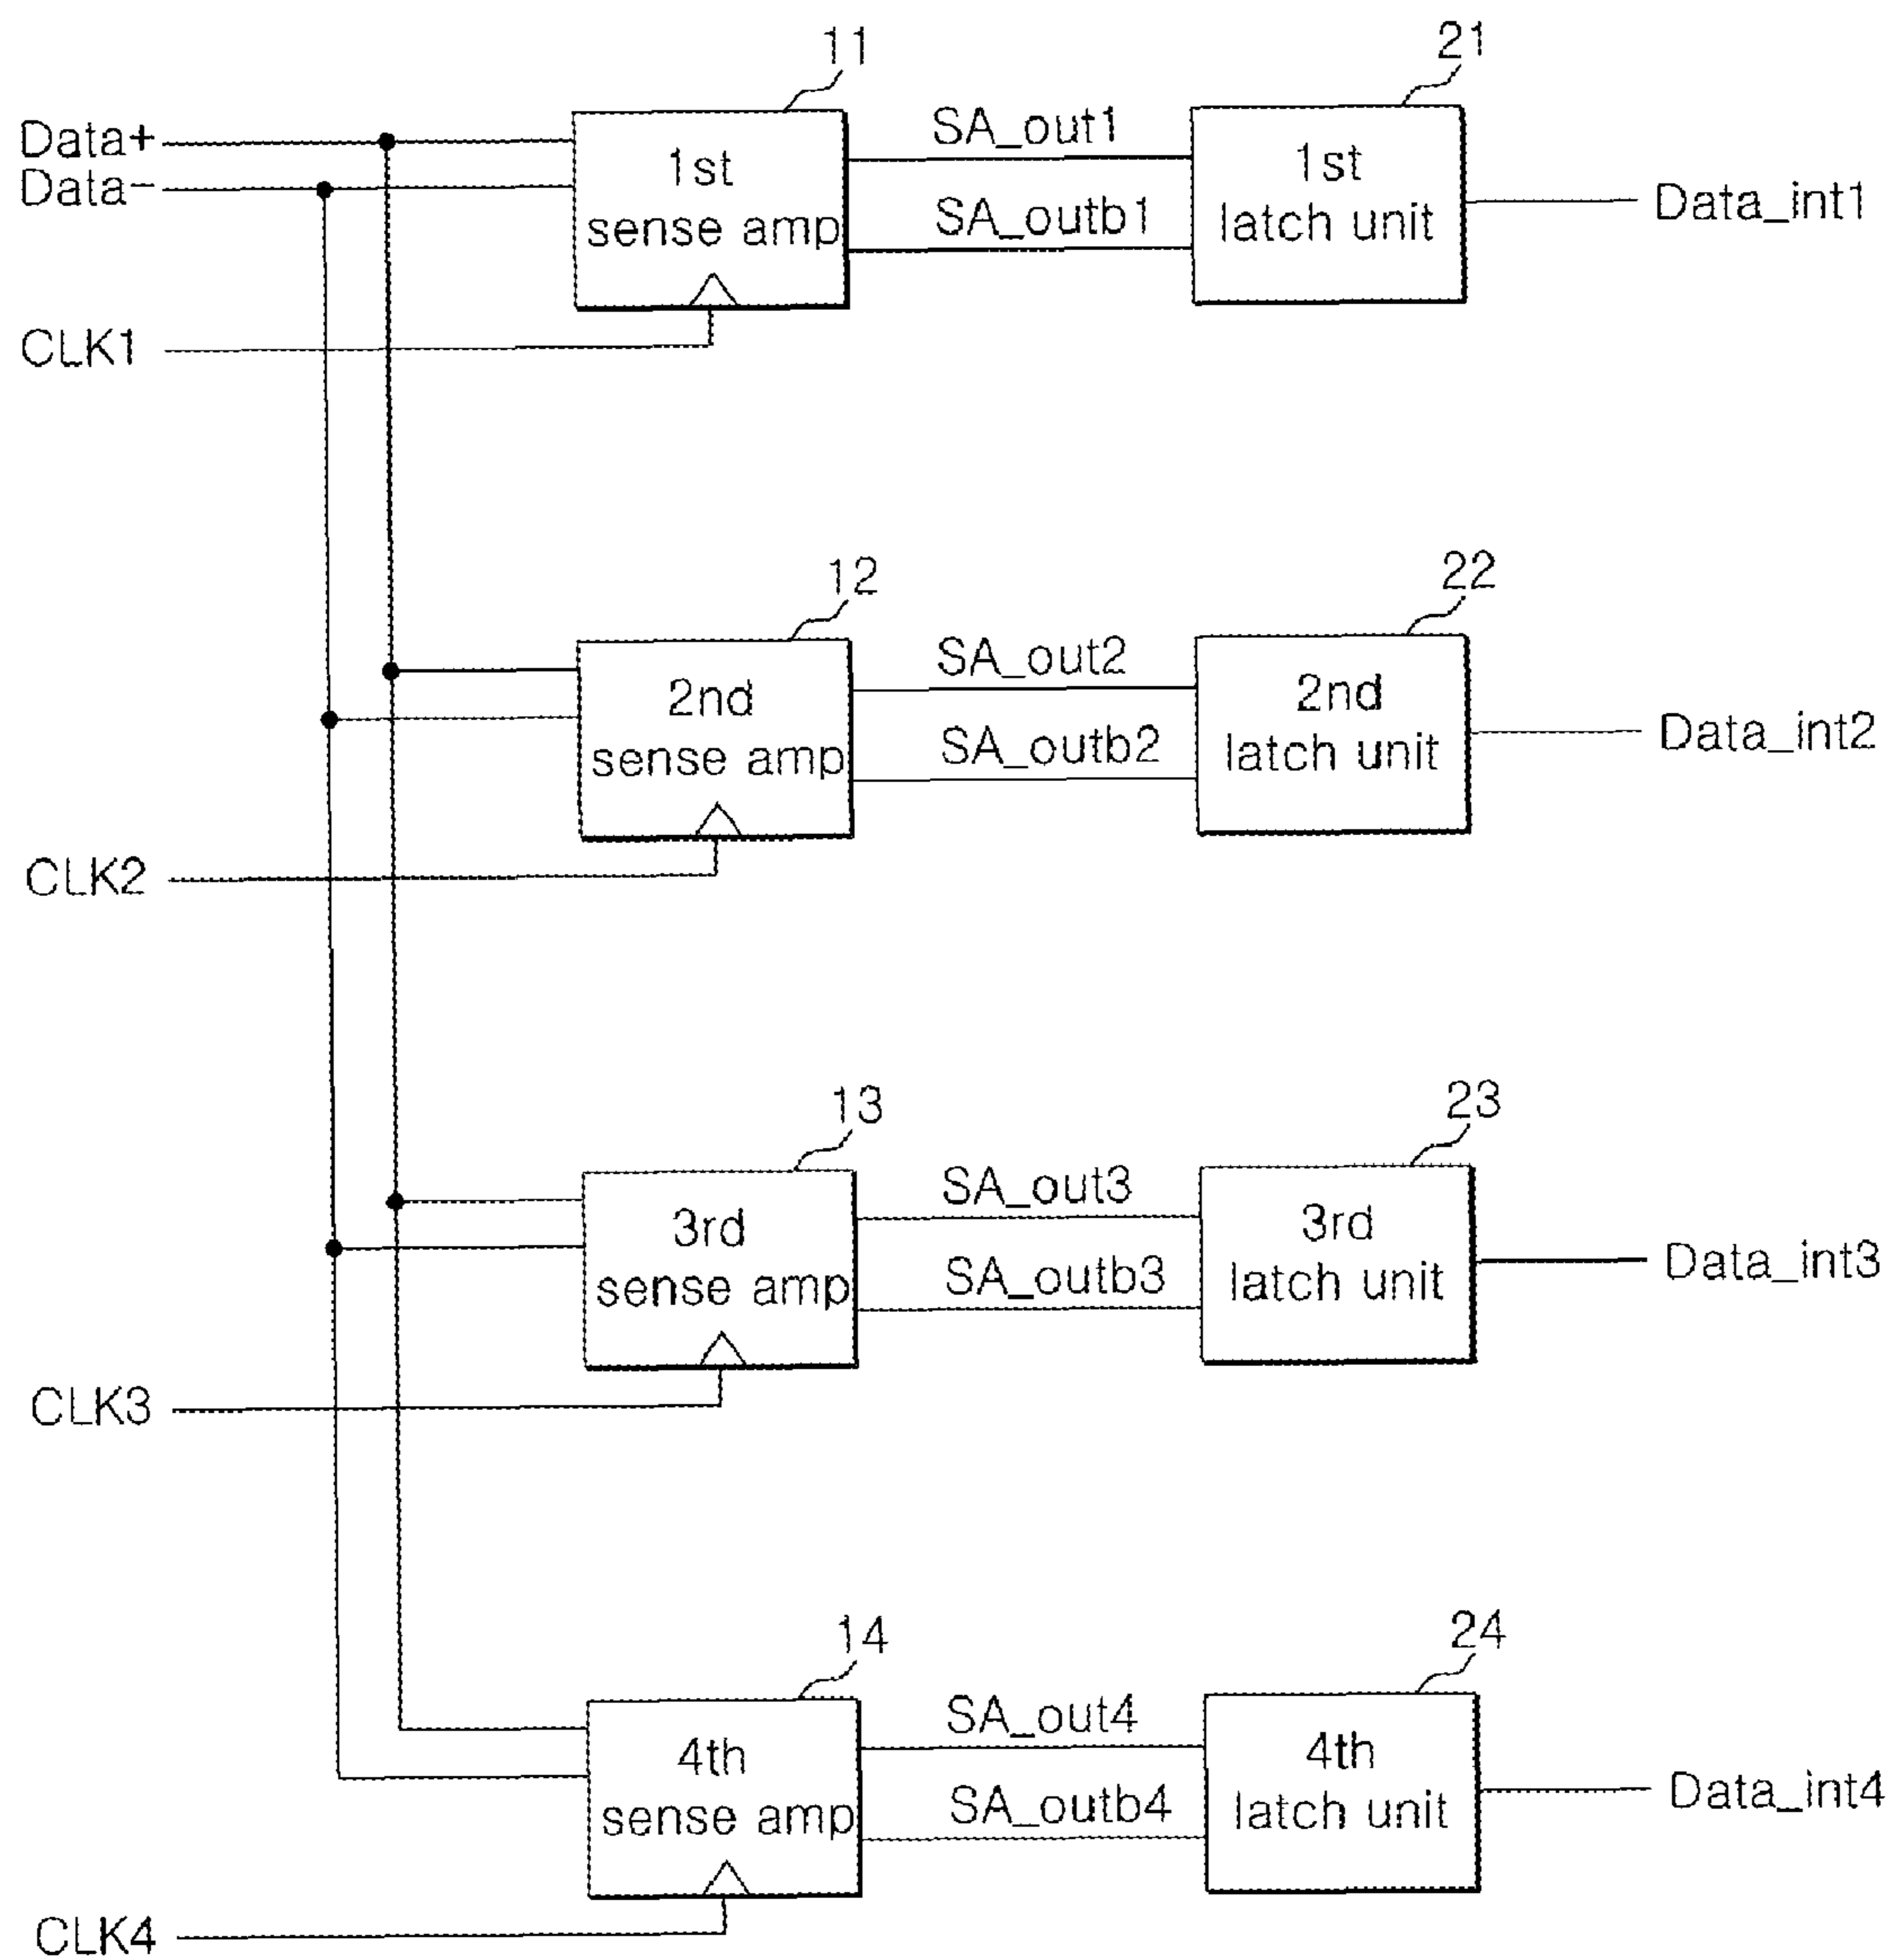 11
21
Data+
Data-
1st
sense amp
SA_out1
SA_outb1
1st
latch unit
Data_int1
CLK1
12
22
2nd
sense amp
SA_out2
SA_outb2
2nd
latch unit
Data_int2
CLK2
13
23
3rd
sense amp
SA_out3
SA_outb3
3rd
latch unit
Data_int3
CLK3
14
24
4th
sense amp
SA_out4
SA_outb4
4th
latch unit
Data_int4
CLK4